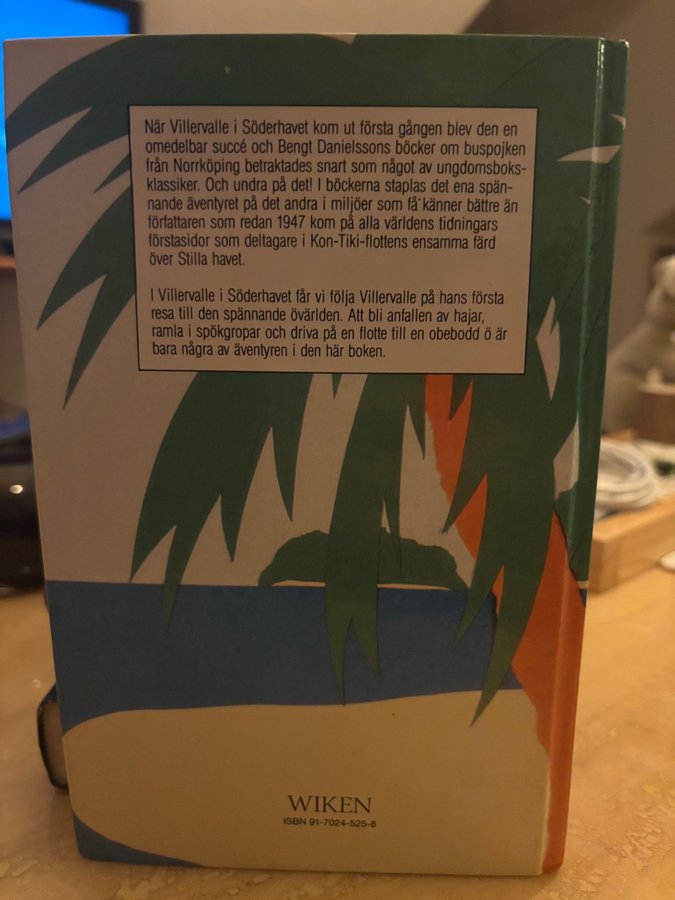 När Villervalle i Söderhavet kom ut första gången blev den en
omedelbar succé och Bengt Danielssons böcker om buspojken
från Norrköping betraktades snart som något av ungdomsboks-
klassiker. Och undra på det! I böckerna staplas det ena spän-
nande äventyret på det andra i miljöer som få känner bättre än
författaren som redan 1947 kom på alla världens tidningars
förstasidor som deltagare i Kon-Tiki-flottens ensamma färd
över Stilla havet.
I Villervalle i Söderhavet får vi följa Villervalle på hans första
resa till den spännande övärlden. Att bli anfallen av hajar,
ramla i spökgropar och driva på en flotte till en obebodd ö är
bara några av äventyren i den här boken.
WIKEN
ISBN 91-7024-525-8